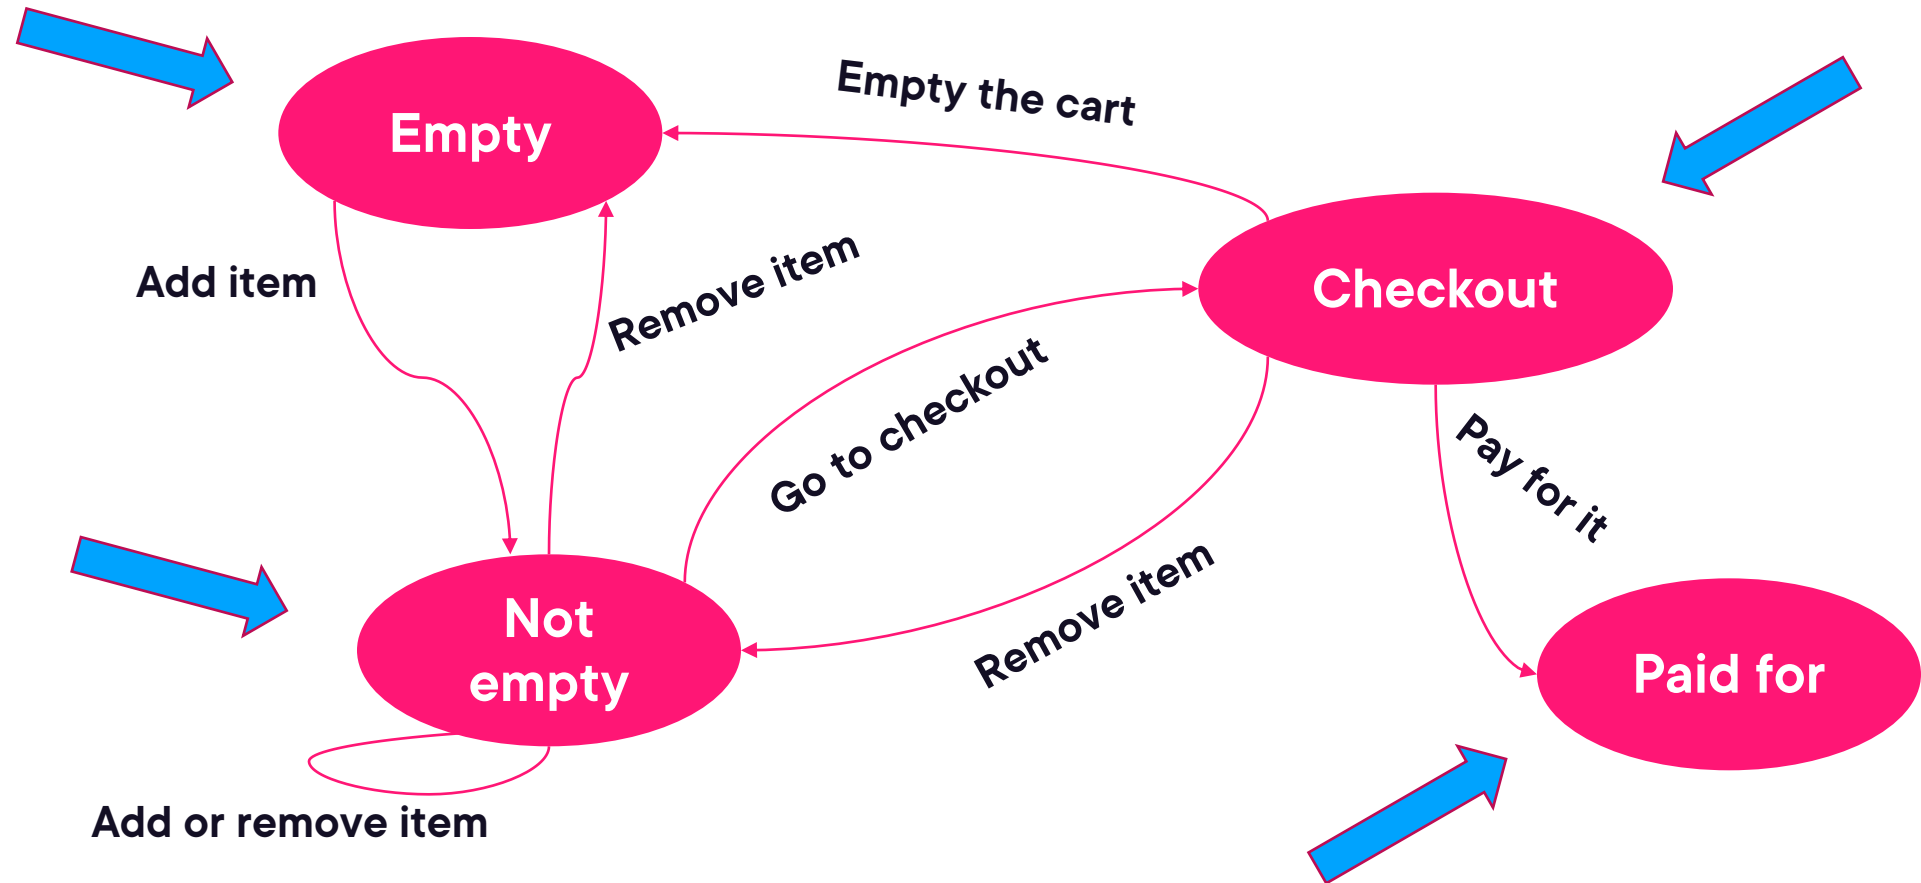 Empty
Empty the cart
Add item
Remove item
Checkout
Go to checkout
Pay for it
Remove item
Not
empty
Paid for
Add or remove item